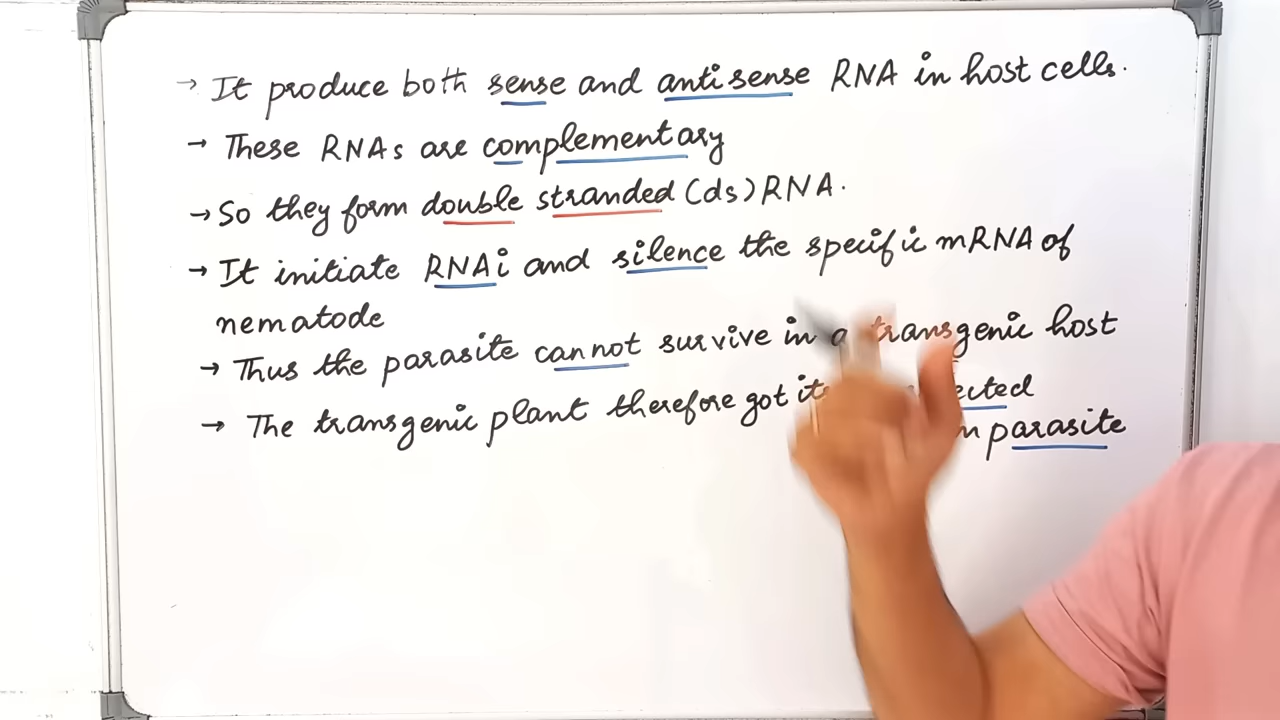 → It produce both sense and antisense RNA in host cells.
→ These RNAs are complementary
→ So they form double stranded (ds) RNA.
→ It initiate RNAi and silence the specific mRNA of
nematode
→ Thus the parasite cannot survive in a transgenic host
→ The transgenic plant therefore got
parasite